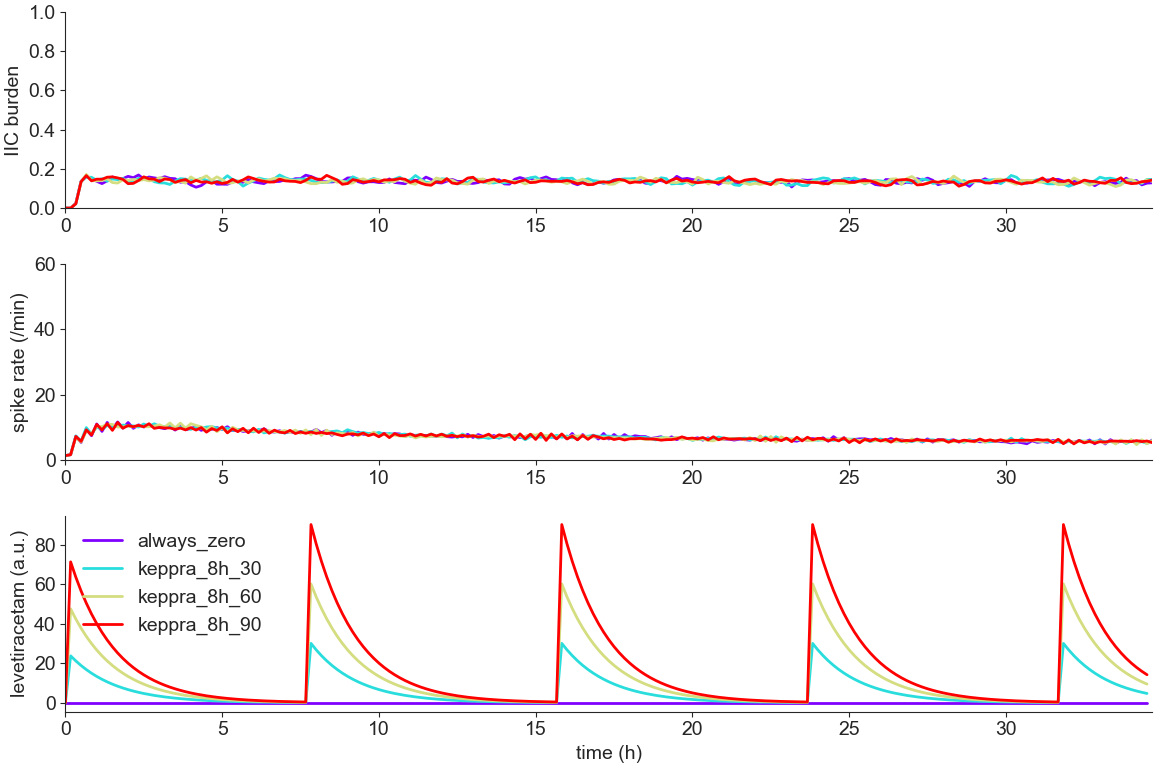 IIC burden
1.0
0.8
0.6
0.4
0.2
0.0
0 5 10 15 20 25 30
spike rate (/min)
60
40
20
0
0 5 10 15 20 25 30
levetiracetam (a.u.)
80
60
40
20
0
always_zero
keppra_8h_30
keppra_8h_60
keppra_8h_90
0 5 10 15 20 25 30
time (h)